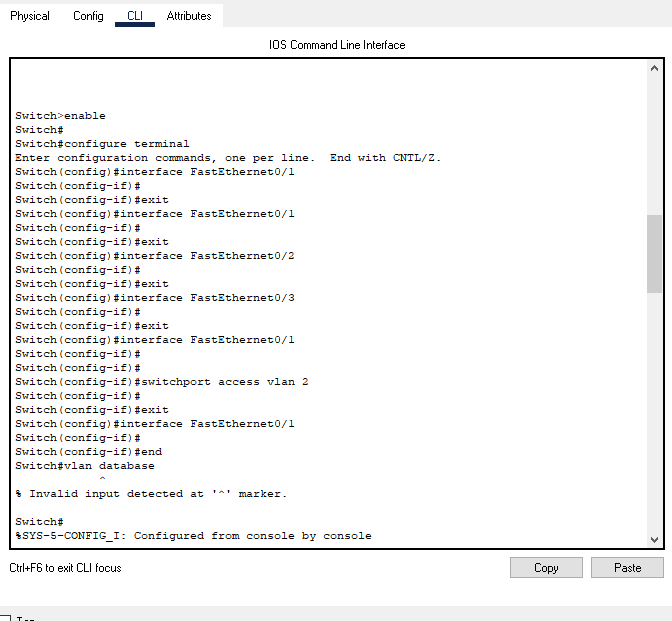 Physical Config CLI Attributes
IOS Command Line Interface
Switch>enable
Switch#
Switch#configure terminal
Enter configuration commands, one per line.  End with CNTL/Z.
Switch(config)#interface FastEthernet0/1
Switch(config-if)#
Switch(config-if)#exit
Switch(config)#interface FastEthernet0/1
Switch(config-if)#
Switch(config-if)#exit
Switch(config)#interface FastEthernet0/2
Switch(config-if)#
Switch(config-if)#exit
Switch(config)#interface FastEthernet0/3
Switch(config-if)#
Switch(config-if)#exit
Switch(config)#interface FastEthernet0/1
Switch(config-if)#
Switch(config-if)#
Switch(config-if)#switchport access vlan 2
Switch(config-if)#
Switch(config-if)#exit
Switch(config)#interface FastEthernet0/1
Switch(config-if)#
Switch(config-if)#end
Switch#vlan database
            ^
% Invalid input detected at '^' marker.
Switch#
%SYS-5-CONFIG_I: Configured from console by console
Ctrl+F6 to exit CLI focus Copy Paste